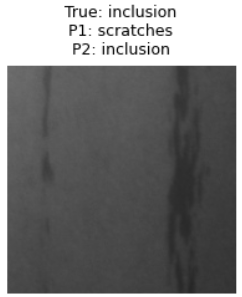 True: inclusion
P1: scratches
P2: inclusion